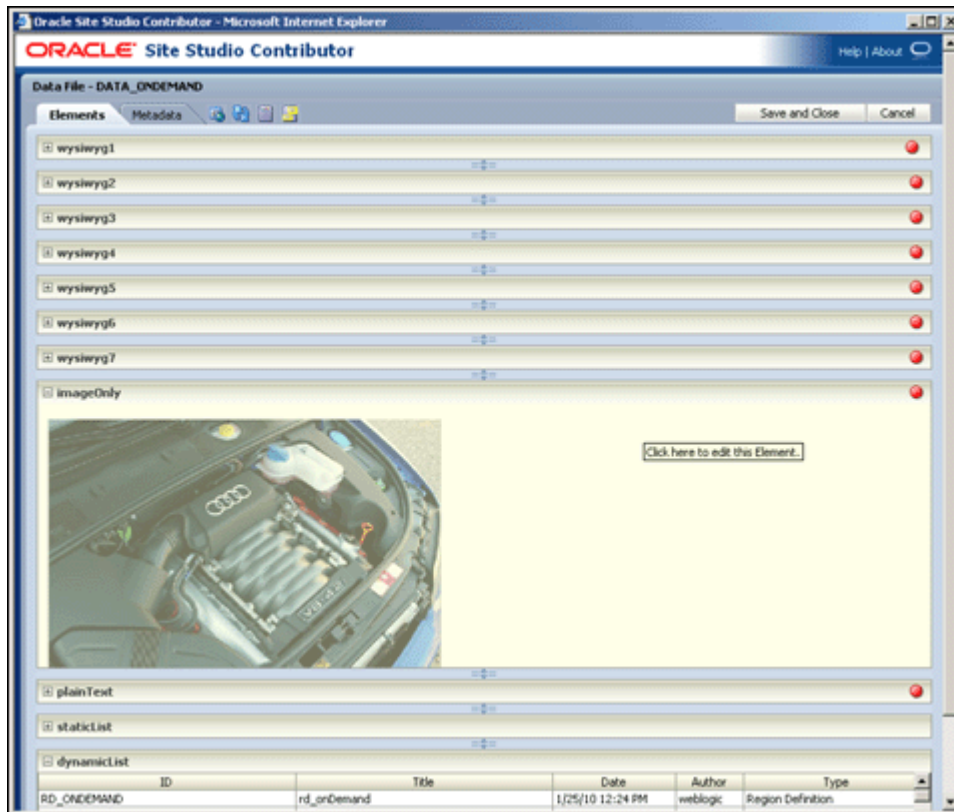 Oracle Site Studio Contributor - Microsoft Internet Explorer
ORACLE Site Studio Contributor
Help | About
Data File - DATA_ONDEMAND
Elements Metadata Save and Close Cancel
wysiwyg1
wysiwyg2
wysiwyg3
wysiwyg4
wysiwyg5
wysiwyg6
wysiwyg7
imageOnly
Click here to edit this Element.
plainText
staticList
dynamicList
ID Title Date Author Type
RD_ONDEMAND rd_onDemand 1/25/10 12:24 PM weblogic Region Definition